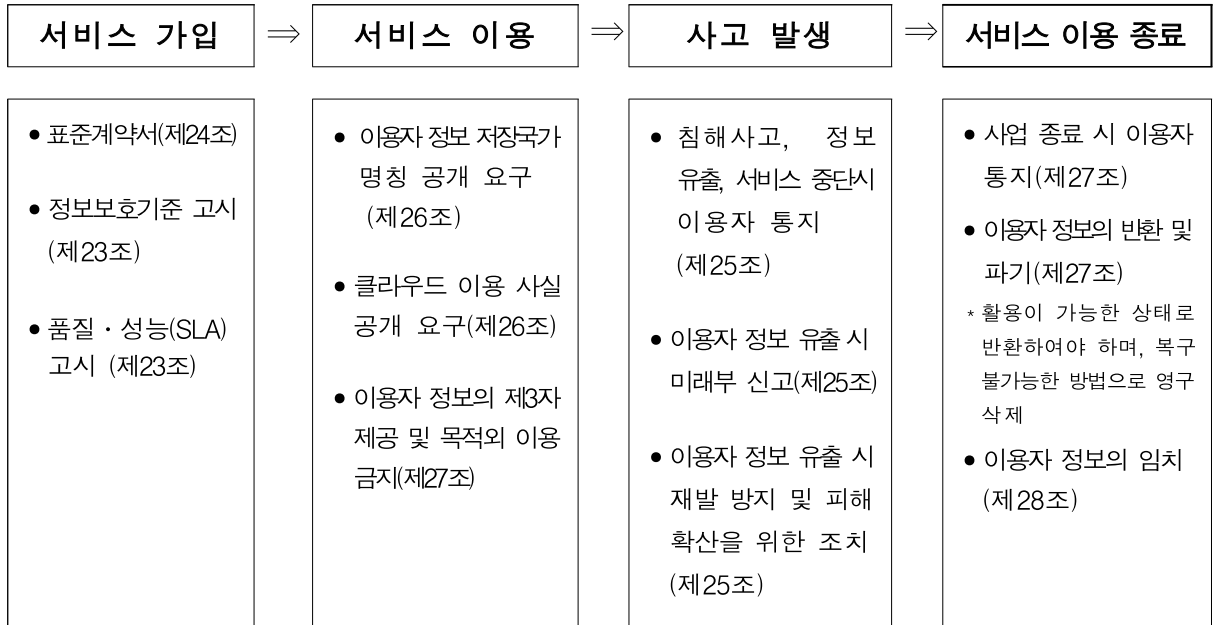 서비스 가입 ⇒ 서비스 이용 ⇒ 사고 발생 ⇒ 서비스 이용 종료
• 표준계약서(제24조)
• 정보보호기준 고시
(제23조)
• 품질 · 성능(SLA)
고시 (제23조)
• 이용자 정보 저장국가
명칭 공개 요구
(제26조)
• 클라우드 이용 사실
공개 요구(제26조)
• 이용자 정보의 제3자
제공 및 목적외 이용
금지(제27조)
• 침해사고, 정보
유출, 서비스 중단시
이용자 통지
(제25조)
• 이용자 정보 유출 시
미래부 신고(제25조)
• 이용자 정보 유출 시
재발 방지 및 피해
확산을 위한 조치
(제25조)
• 사업 종료 시 이용자
통지(제27조)
• 이용자 정보의 반환 및
파기(제27조)
* 활용이 가능한 상태로
반환하여야 하며, 복구
불가능한 방법으로 영구
삭제
• 이용자 정보의 임치
(제28조)